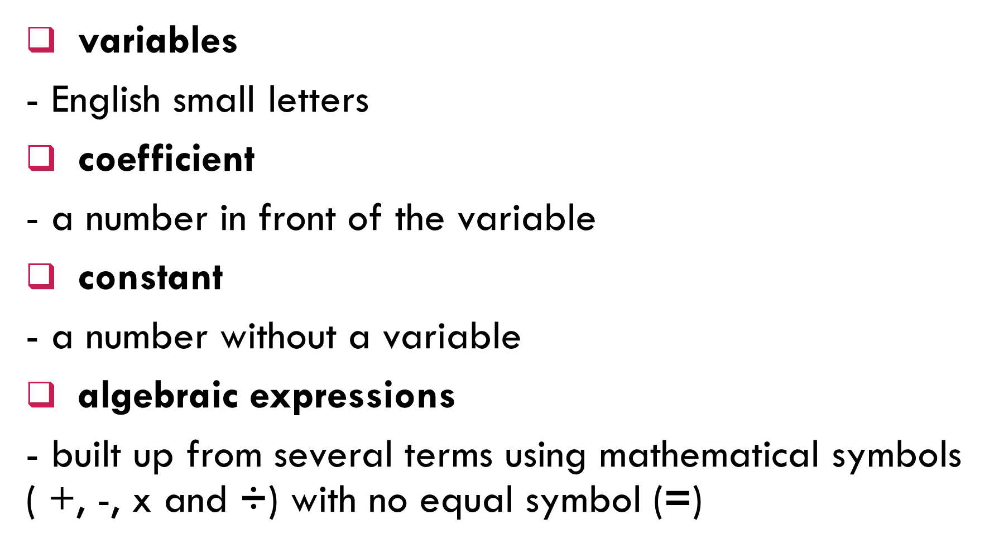 ❑ variables
- English small letters
❑ coefficient
- a number in front of the variable
❑ constant
- a number without a variable
❑ algebraic expressions
- built up from several terms using mathematical symbols
( +, -, x and ÷) with no equal symbol (=)